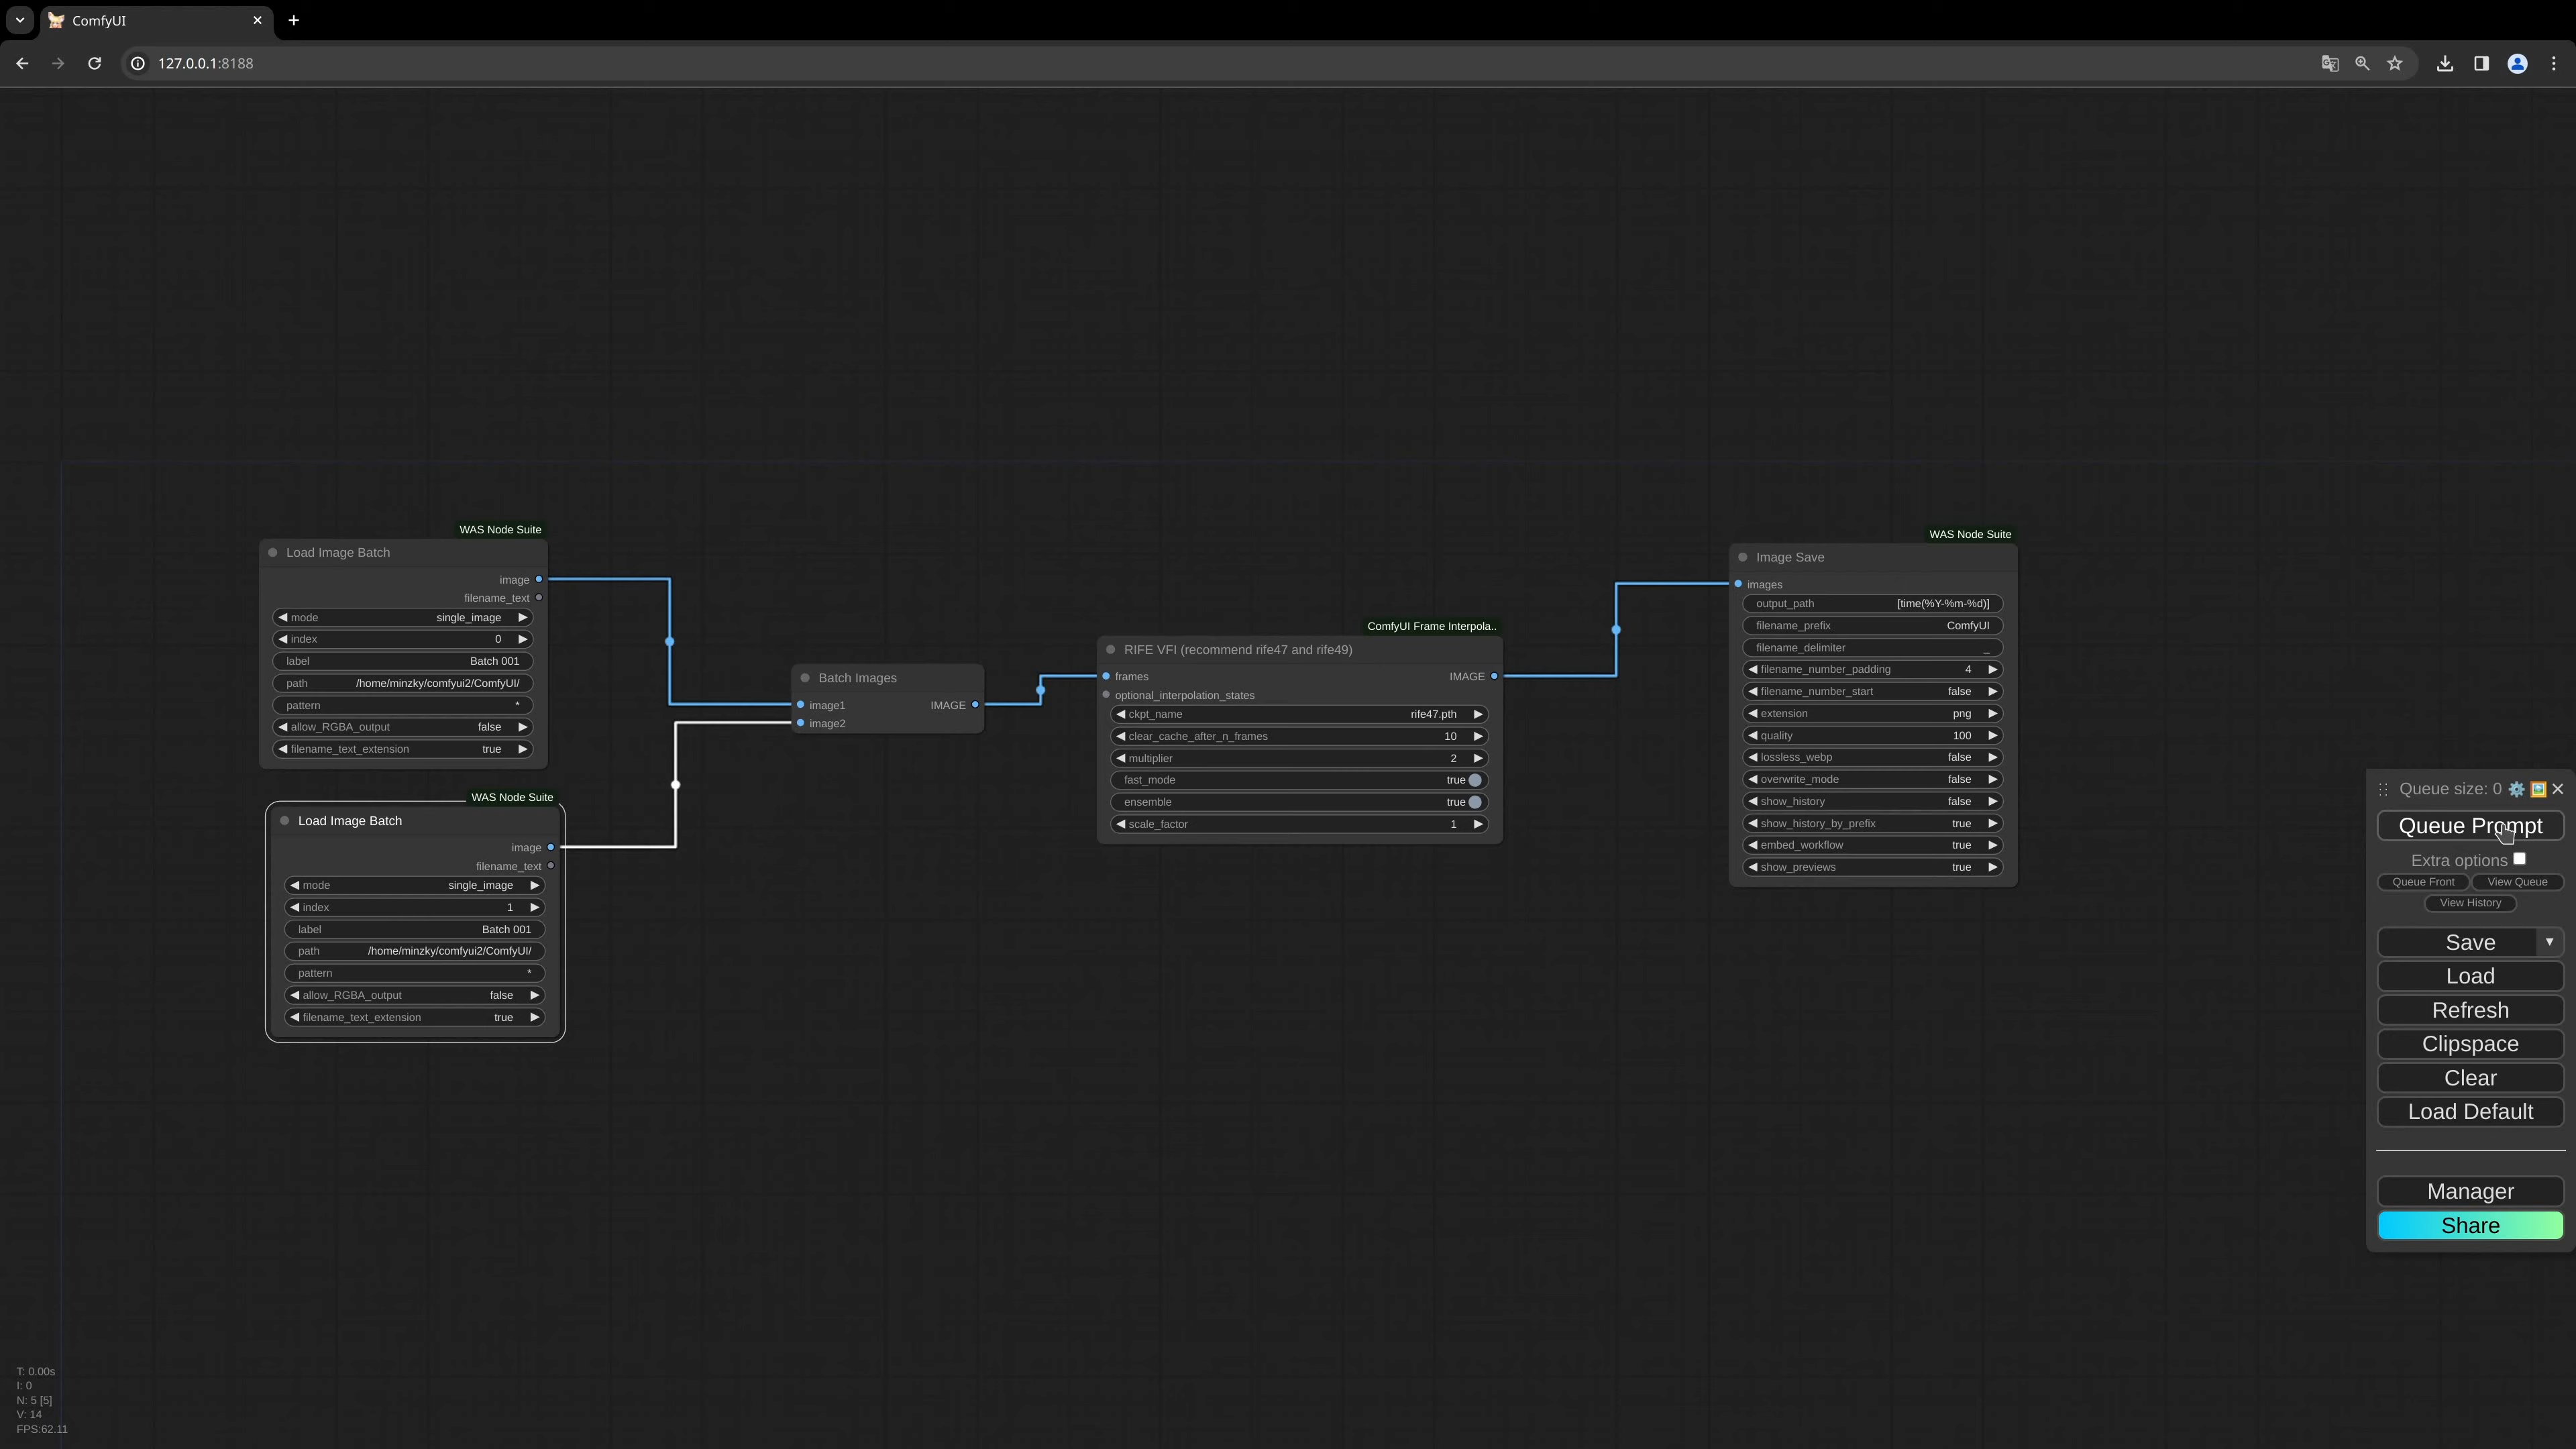 ComfyUI
127.0.0.1:8188
WAS Node Suite
Load Image Batch
image
filename_text
mode single_image
index 0
label Batch 001
path /home/minzky/comfyui2/ComfyUI/
pattern *
allow_RGBA_output false
filename_text_extension true
WAS Node Suite
Load Image Batch
image
filename_text
mode single_image
index 1
label Batch 001
path /home/minzky/comfyui2/ComfyUI/
pattern *
allow_RGBA_output false
filename_text_extension true
Batch Images
image1 IMAGE
image2
ComfyUI Frame Interpola..
RIFE VFI (recommend rife47 and rife49)
frames IMAGE
optional_interpolation_states
ckpt_name rife47.pth
clear_cache_after_n_frames 10
multiplier 2
fast_mode true
ensemble true
scale_factor 1
WAS Node Suite
Image Save
images
output_path [time(%Y-%m-%d)]
filename_prefix ComfyUI
filename_delimiter _
filename_number_padding 4
filename_number_start false
extension png
quality 100
lossless_webp false
overwrite_mode false
show_history false
show_history_by_prefix true
embed_workflow true
show_previews true
Queue size: 0
Queue Prompt
Extra options
Queue Front View Queue
View History
Save
Load
Refresh
Clipspace
Clear
Load Default
Manager
Share
T: 0.00s
I: 0
N: 5 [5]
V: 14
FPS:62.11